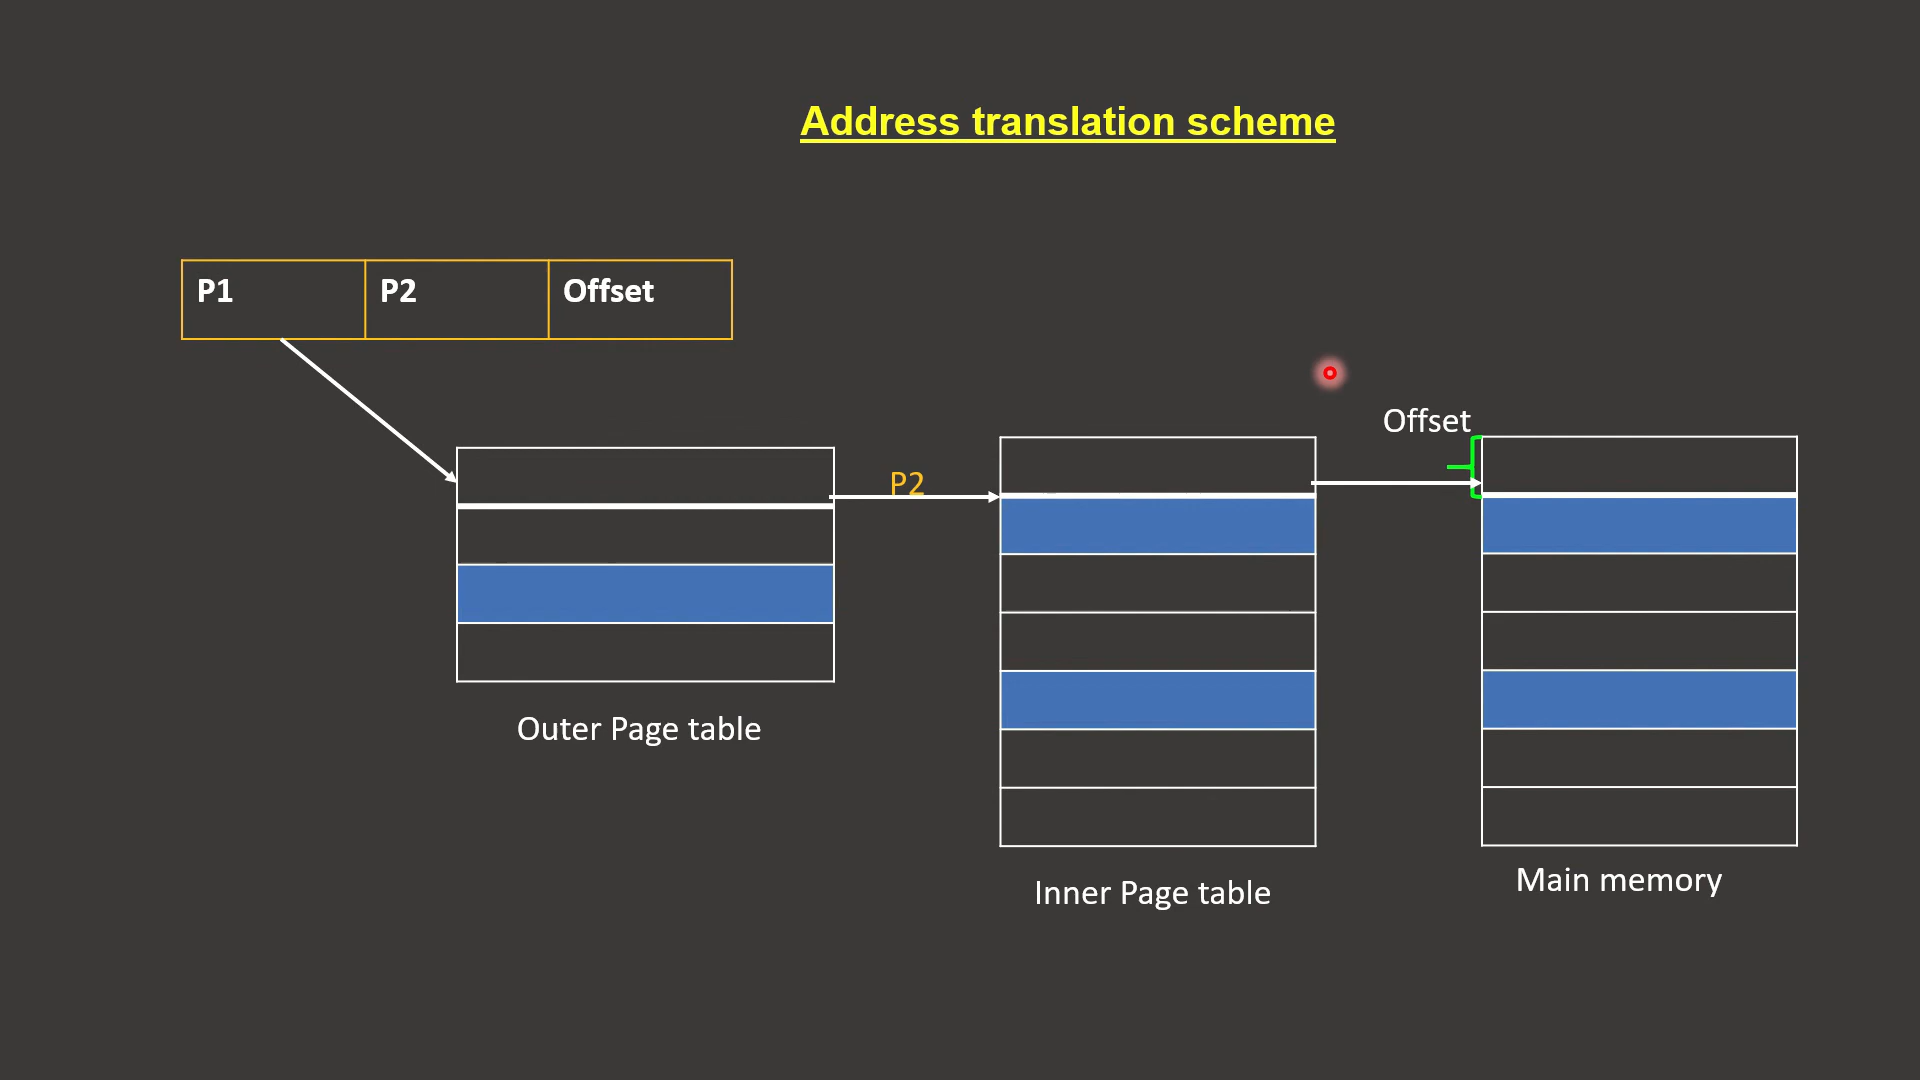 Address translation scheme
P1 P2 Offset
Offset
P2
Outer Page table
Inner Page table
Main memory